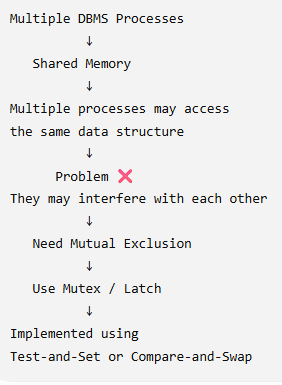 Multiple DBMS Processes
↓
Shared Memory
↓
Multiple processes may access
the same data structure
↓
Problem ❌
They may interfere with each other
↓
Need Mutual Exclusion
↓
Use Mutex / Latch
↓
Implemented using
Test-and-Set or Compare-and-Swap